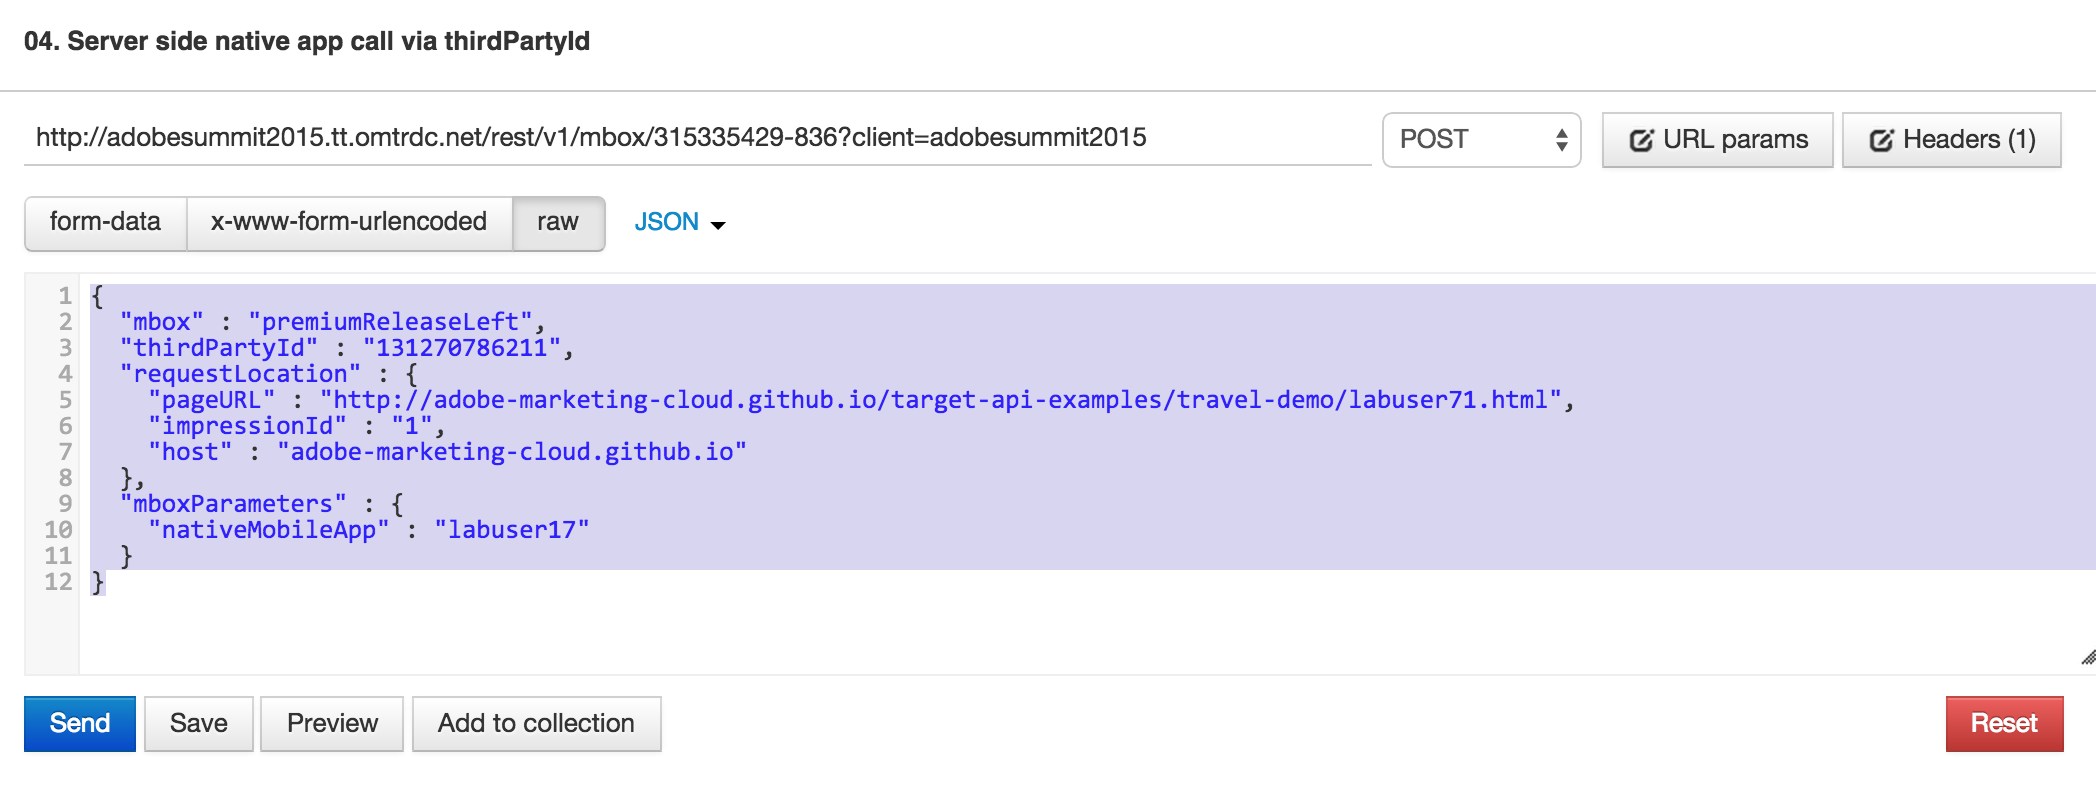 04. Server side native app call via thirdPartyId
http://adobesummit2015.tt.omtrdc.net/rest/v1/mbox/315335429-836?client=adobesummit2015 POST URL params Headers (1)
form-data x-www-form-urlencoded raw JSON
1 {
2 "mbox" : "premiumReleaseLeft",
3 "thirdPartyId" : "131270786211",
4 "requestLocation" : {
5 "pageURL" : "http://adobe-marketing-cloud.github.io/target-api-examples/travel-demo/labuser71.html",
6 "impressionId" : "1",
7 "host" : "adobe-marketing-cloud.github.io"
8 },
9 "mboxParameters" : {
10 "nativeMobileApp" : "labuser17"
11 }
12 }
Send Save Preview Add to collection Reset